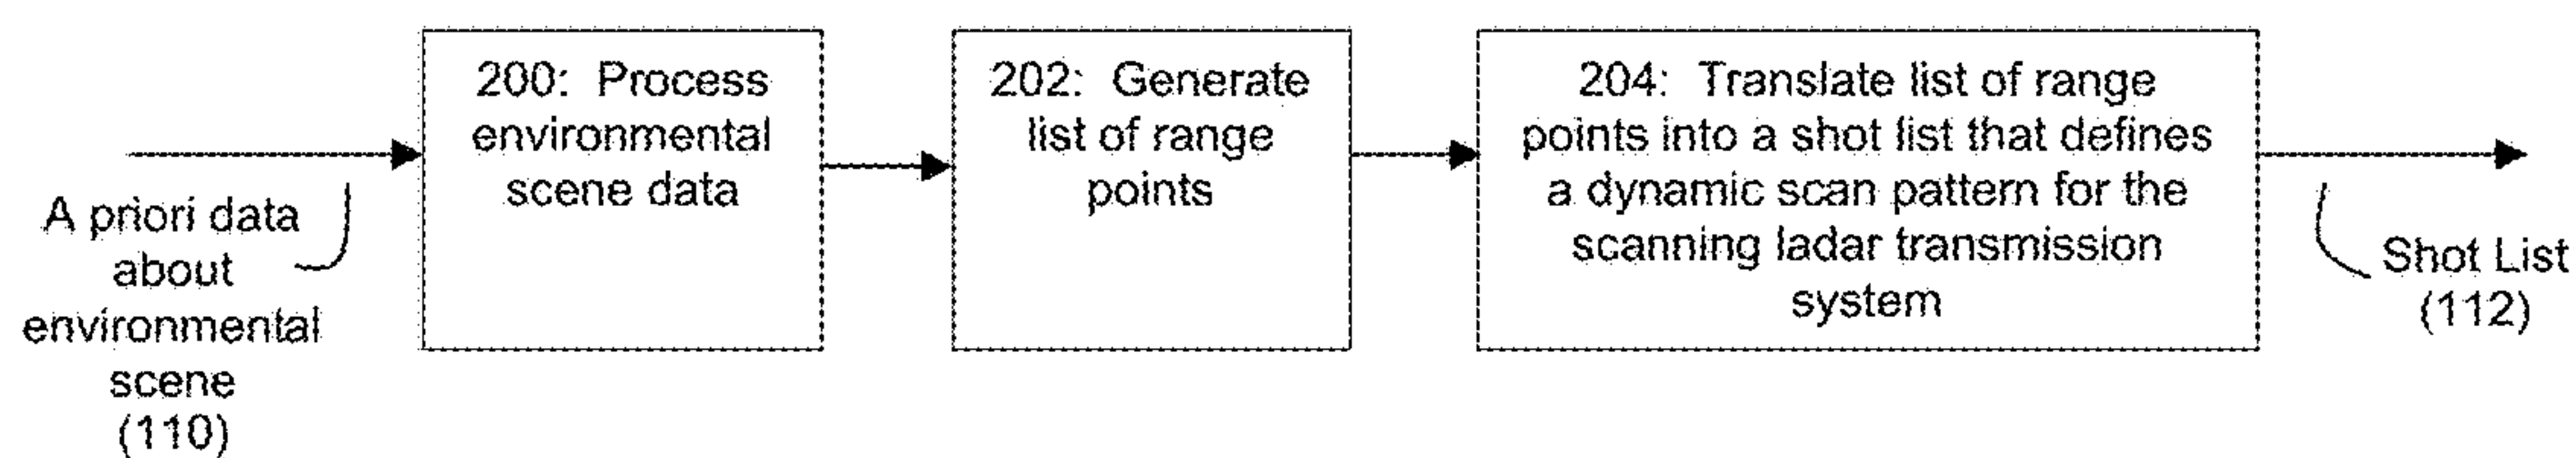 A priori data
about
environmental
scene
(110)
200: Process
environmental
scene data
202: Generate
list of range
points
204: Translate list of range
points into a shot list that defines
a dynamic scan pattern for the
scanning ladar transmission
system
Shot List
(112)